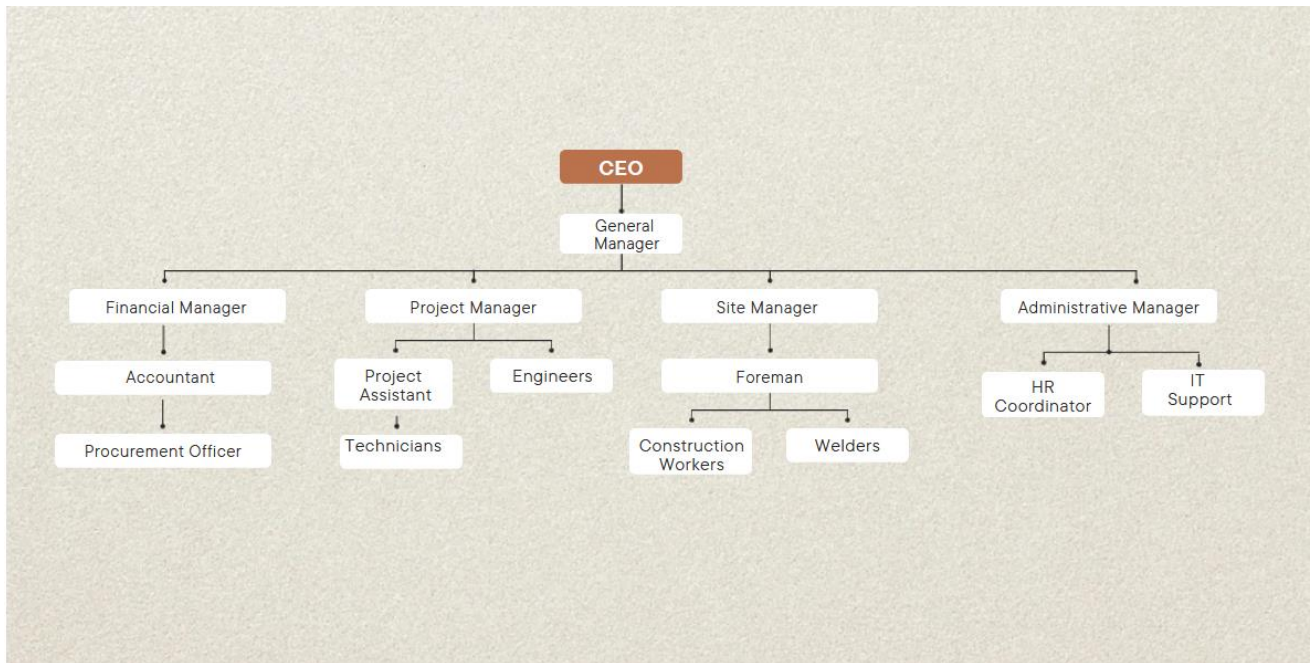 CEO
General
Manager
Financial Manager
Project Manager
Site Manager
Administrative Manager
Accountant
Project
Assistant
Engineers
Foreman
HR
Coordinator
IT
Support
Procurement Officer
Technicians
Construction
Workers
Welders